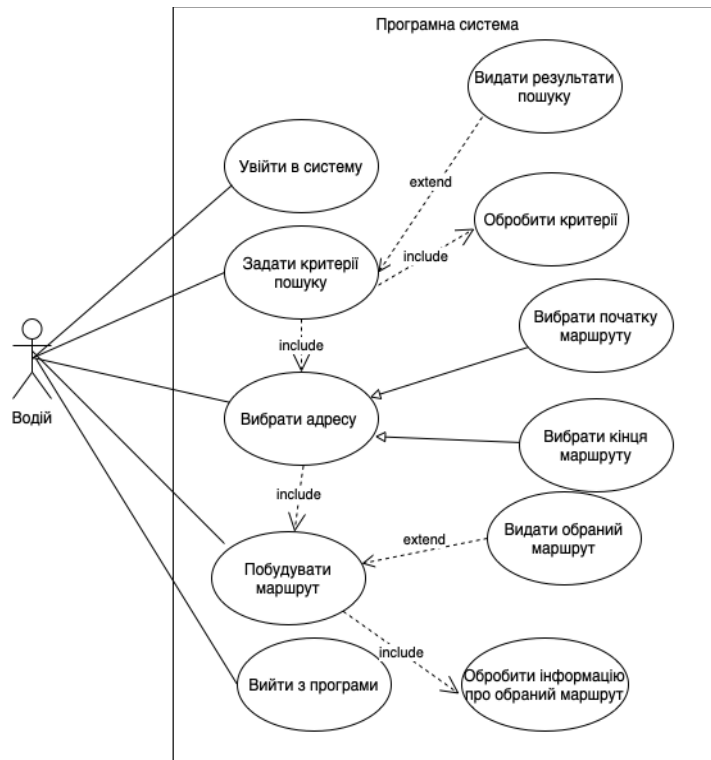 Програмна система
Видати результати
пошуку
Увійти в систему
extend
Обробити критерії
Задати критерії
пошуку
include
include
Вибрати початку
маршруту
Водій
Вибрати адресу
Вибрати кінця
маршруту
include
Видати обраний
маршрут
extend
Побудувати
маршрут
include
Вийти з програми
Обробити інформацію
про обраний маршрут